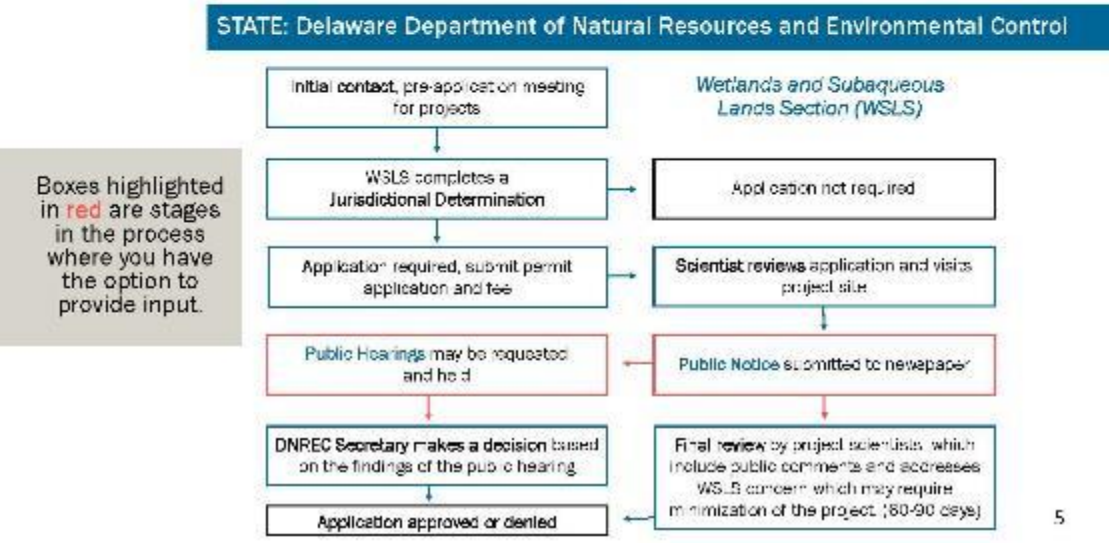 STATE: Delaware Department of Natural Resources and Environmental Control
Initial contact, pre-application meeting
for projects
Wetlands and Subaqueous
Lands Section (WSLS)
Boxes highlighted
in red are stages
in the process
where you have
the option to
provide input.
WSLS completes a
Jurisdictional Determination
Application not required
Application required, submit permit
application and fee
Scientist reviews application and visits
project site
Public Hearings may be requested
and held
Public Notice submitted to newspaper
DNREC Secretary makes a decision based
on the findings of the public hearing
Final review by project scientists, which
include public comments and addresses
WSLS concern which may require
minimization of the project. (60-90 days)
Application approved or denied
5